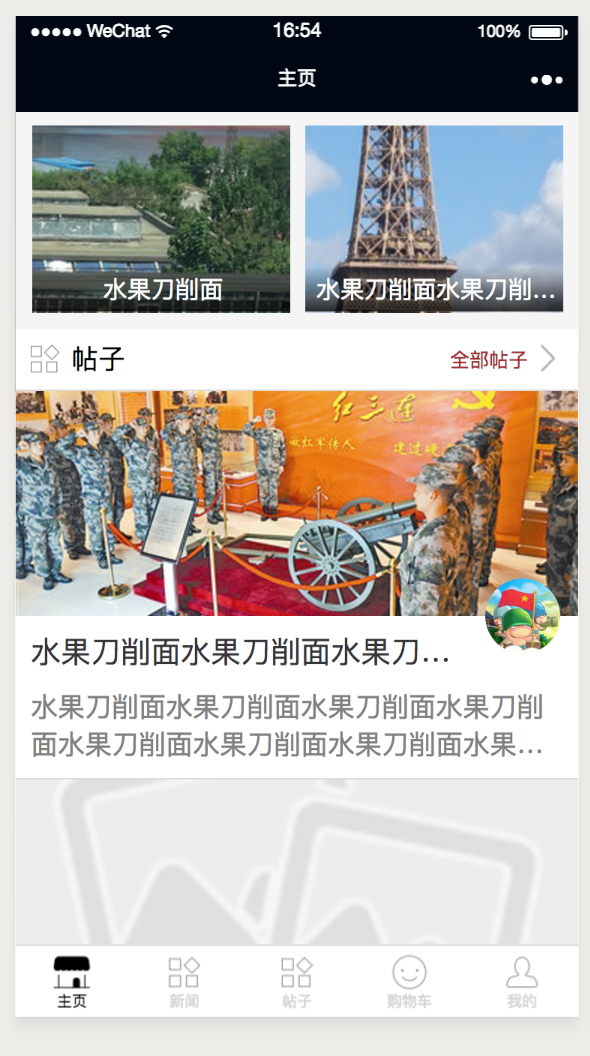 WeChat 16:54 100%
主页
水果刀削面
水果刀削面水果刀削...
帖子 全部帖子
红三连
做红军传人
水果刀削面水果刀削面水果刀...
水果刀削面水果刀削面水果刀削面水果刀削
面水果刀削面水果刀削面水果刀削面水果...
主页 新闻 帖子 购物车 我的